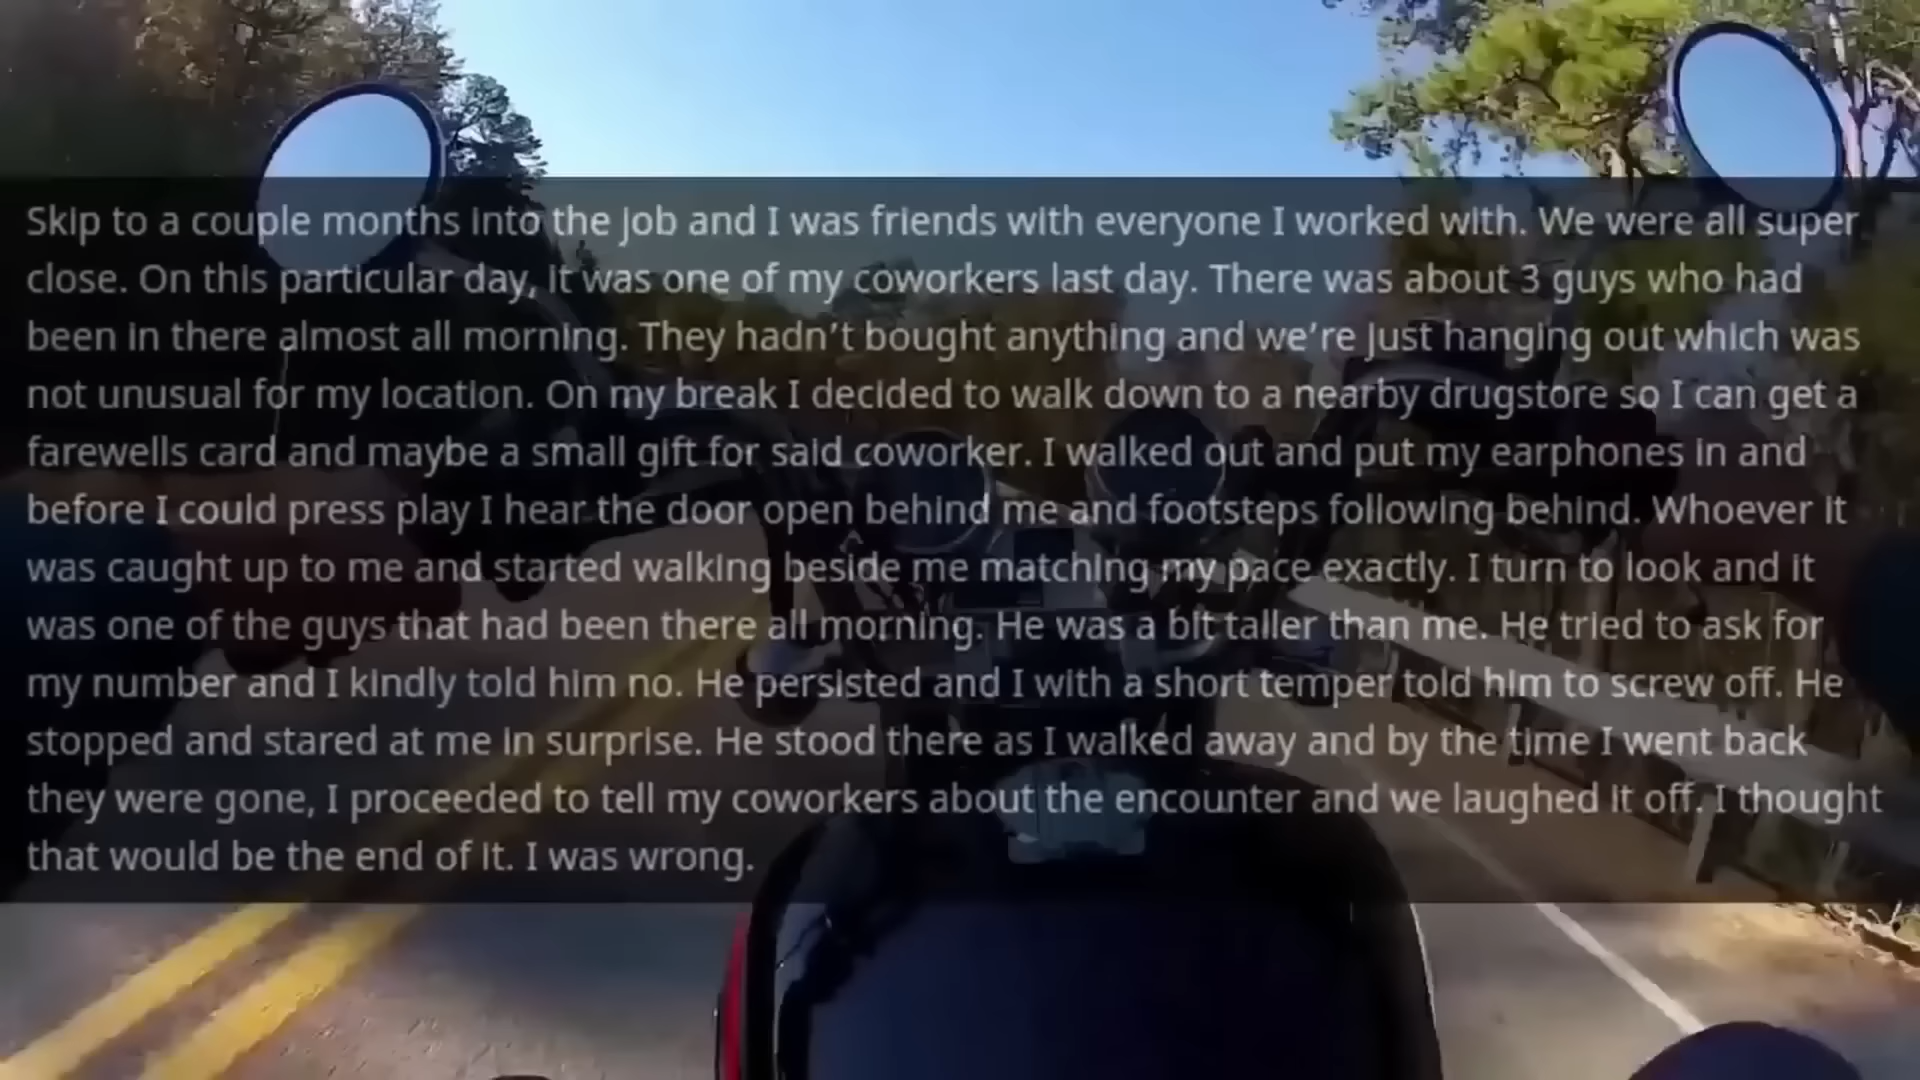 Skip to a couple months into the job and I was friends with everyone I worked with. We were all super
close. On this particular day, it was one of my coworkers last day. There was about 3 guys who had
been in there almost all morning. They hadn’t bought anything and we’re just hanging out which was
not unusual for my location. On my break I decided to walk down to a nearby drugstore so I can get a
farewells card and maybe a small gift for said coworker. I walked out and put my earphones in and
before I could press play I hear the door open behind me and footsteps following behind. Whoever it
was caught up to me and started walking beside me matching my pace exactly. I turn to look and it
was one of the guys that had been there all morning. He was a bit taller than me. He tried to ask for
my number and I kindly told him no. He persisted and I with a short temper told him to screw off. He
stopped and stared at me in surprise. He stood there as I walked away and by the time I went back
they were gone, I proceeded to tell my coworkers about the encounter and we laughed it off. I thought
that would be the end of it. I was wrong.